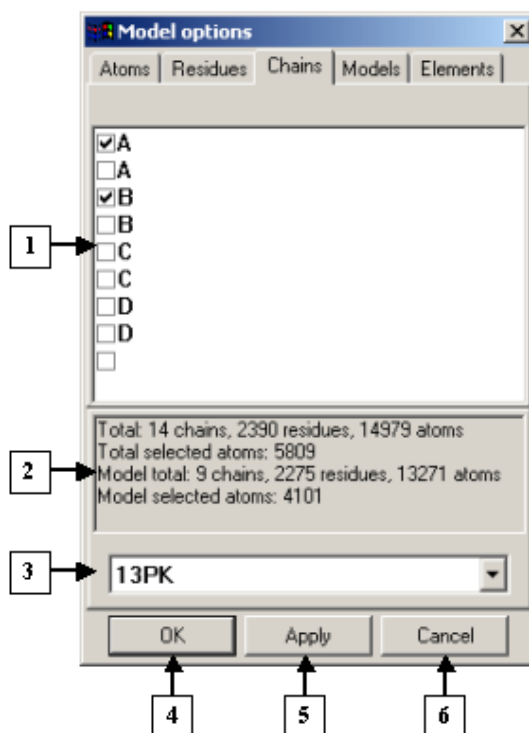 Model options
Atoms Residues Chains Models Elements
A
A
B
B
1
C
C
D
D
Total: 14 chains, 2390 residues, 14979 atoms
Total selected atoms: 5809
2
Model total: 9 chains, 2275 residues, 13271 atoms
Model selected atoms: 4101
3
13PK
OK Apply Cancel
4 5 6